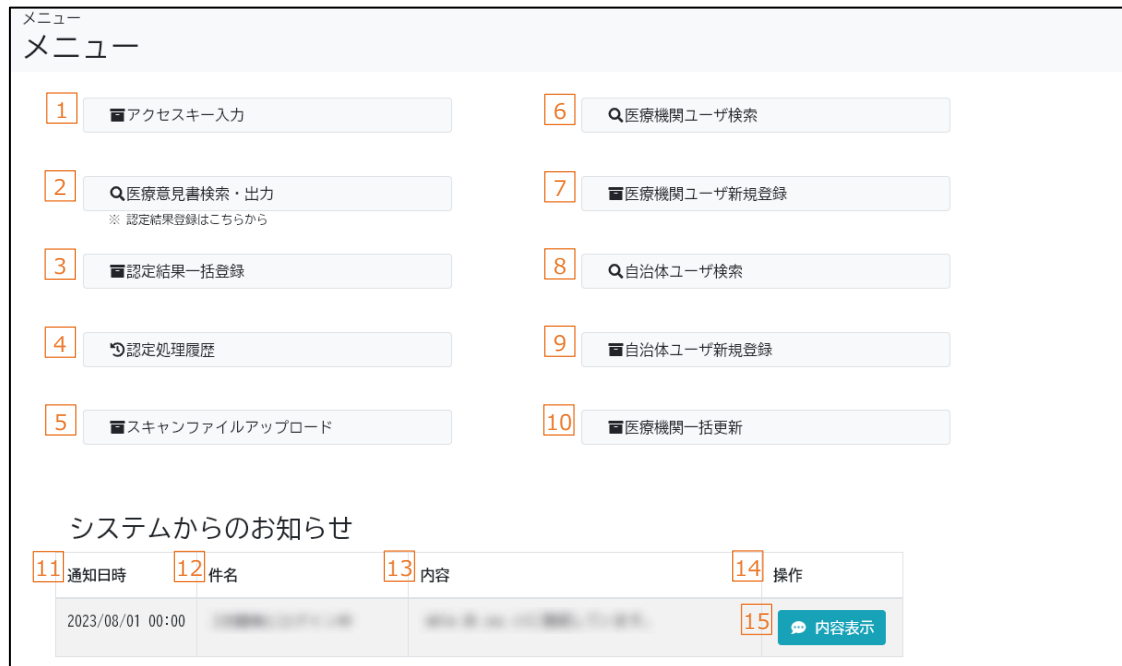 メニュー
メニュー
1 アクセスキー入力
6 医療機関ユーザ検索
2 医療意見書検索・出力
※ 認定結果登録はこちらから
7 医療機関ユーザ新規登録
3 認定結果一括登録
8 自治体ユーザ検索
4 認定処理履歴
9 自治体ユーザ新規登録
5 スキャンファイルアップロード
10 医療機関一括更新
システムからのお知らせ
11 通知日時 12 件名 13 内容 14 操作
2023/08/01 00:00 15 内容表示